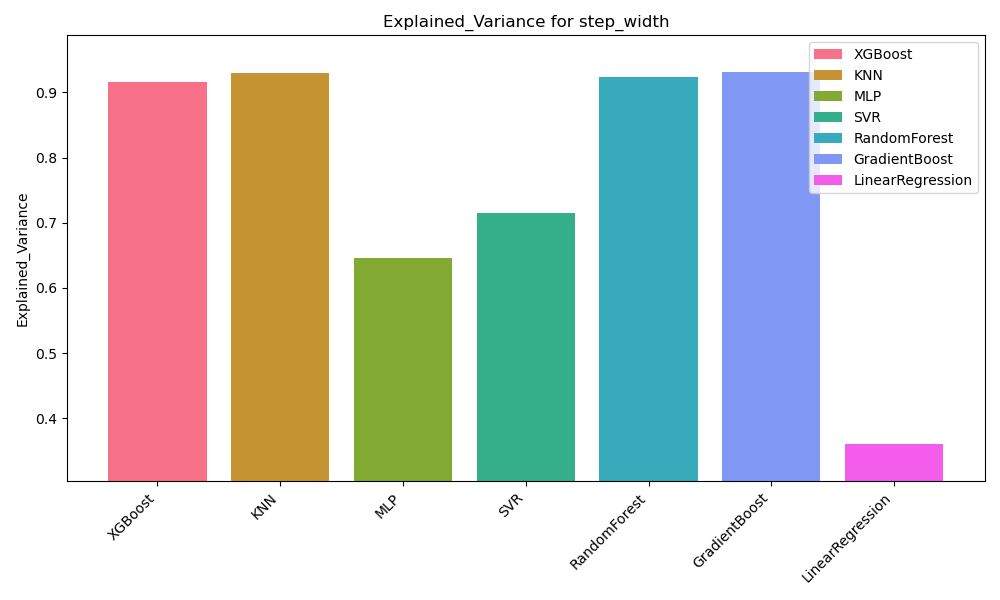 Explained_Variance for step_width
Explained_Variance
0.9
0.8
0.7
0.6
0.5
0.4
XGBoost
KNN
MLP
SVR
RandomForest
GradientBoost
LinearRegression
XGBoost
KNN
MLP
SVR
RandomForest
GradientBoost
LinearRegression